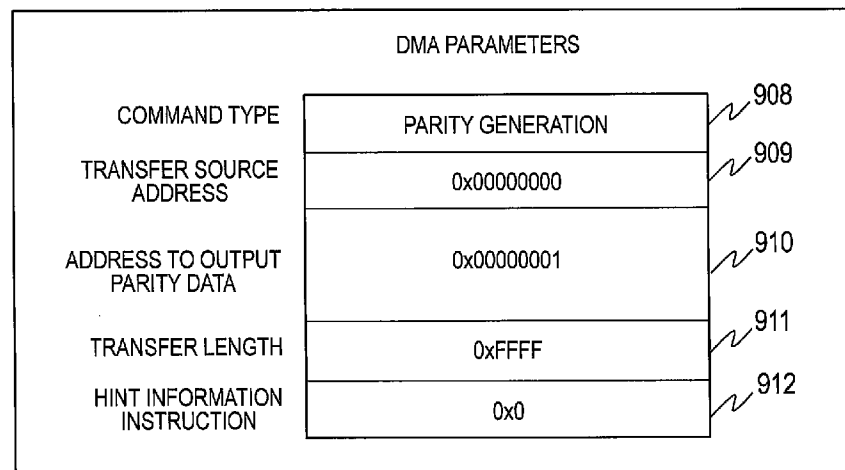 DMA PARAMETERS
COMMAND TYPE
PARITY GENERATION
908
TRANSFER SOURCE
ADDRESS
0x00000000
909
ADDRESS TO OUTPUT
PARITY DATA
0x00000001
910
TRANSFER LENGTH
0xFFFF
911
HINT INFORMATION
INSTRUCTION
0x0
912